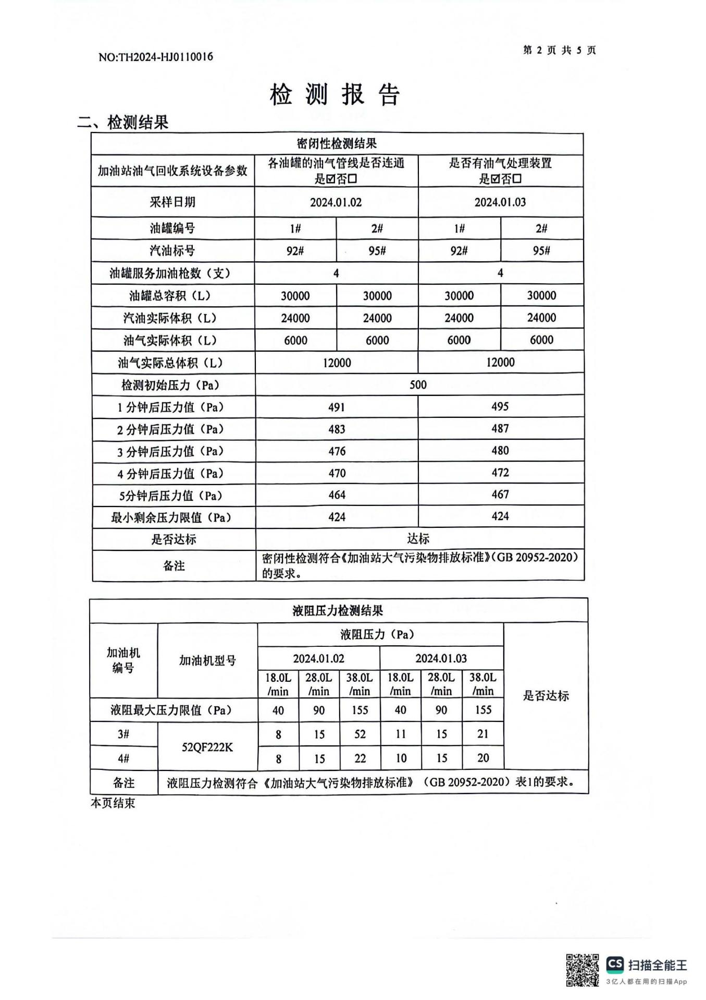 NO:TH2024-HJ0110016
第 2 页 共 5 页
检 测 报 告
二、检测结果
密闭性检测结果
加油站油气回收系统设备参数 各油罐的油气管线是否连通 是☑否☐ 是否有油气处理装置 是☑否☐
采样日期 2024.01.02 2024.01.03
油罐编号 1# 2# 1# 2#
汽油标号 92# 95# 92# 95#
油罐服务加油枪数（支） 4 4
油罐总容积（L） 30000 30000 30000 30000
汽油实际体积（L） 24000 24000 24000 24000
油气实际体积（L） 6000 6000 6000 6000
油气实际总体积（L） 12000 12000
检测初始压力（Pa） 500
1 分钟后压力值（Pa） 491 495
2 分钟后压力值（Pa） 483 487
3 分钟后压力值（Pa） 476 480
4 分钟后压力值（Pa） 470 472
5分钟后压力值（Pa） 464 467
最小剩余压力限值（Pa） 424 424
是否达标 达标
备注 密闭性检测符合《加油站大气污染物排放标准》（GB 20952-2020）
的要求。
液阻压力检测结果
加油机
编号
加油机型号
液阻压力（Pa）
是否达标
2024.01.02 2024.01.03
18.0L 28.0L 38.0L 18.0L 28.0L 38.0L
/min /min /min /min /min /min
液阻最大压力限值（Pa） 40 90 155 40 90 155
3# 52QF222K 8 15 52 11 15 21
4# 8 15 22 10 15 20
备注 液阻压力检测符合《加油站大气污染物排放标准》（GB 20952-2020）表1的要求。
本页结束
CS 扫描全能王
3亿人都在用的扫描App